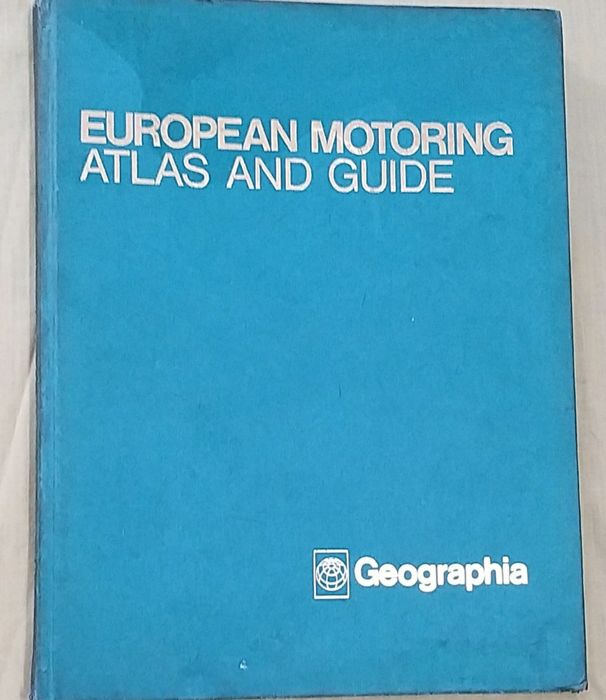 EUROPEAN MOTORING
ATLAS AND GUIDE
Geographia